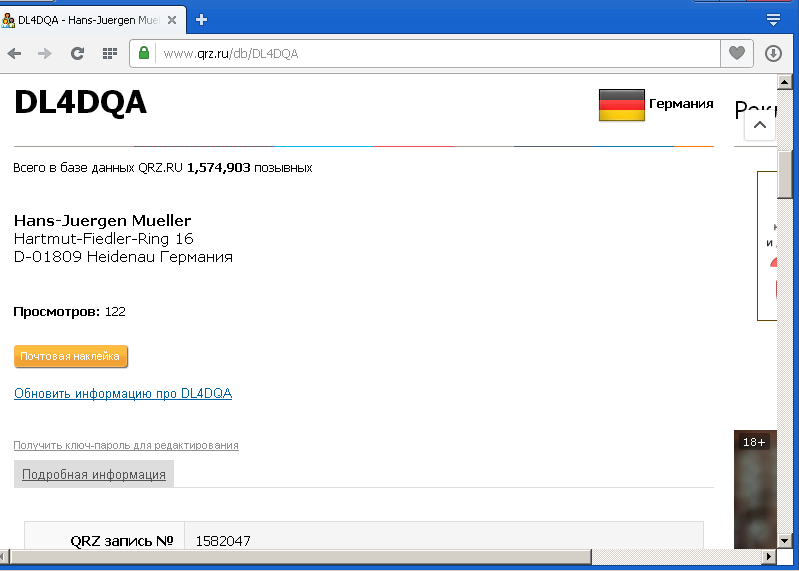 DL4DQA - Hans-Juergen Mue
www.qrz.ru/db/DL4DQA
DL4DQA
Германия
Всего в базе данных QRZ.RU 1,574,903 позывных
Hans-Juergen Mueller
Hartmut-Fiedler-Ring 16
D-01809 Heidenau Германия
Просмотров: 122
Почтовая наклейка
Обновить информацию про DL4DQA
Получить ключ-пароль для редактирования
18+
Подробная информация
QRZ запись № 1582047